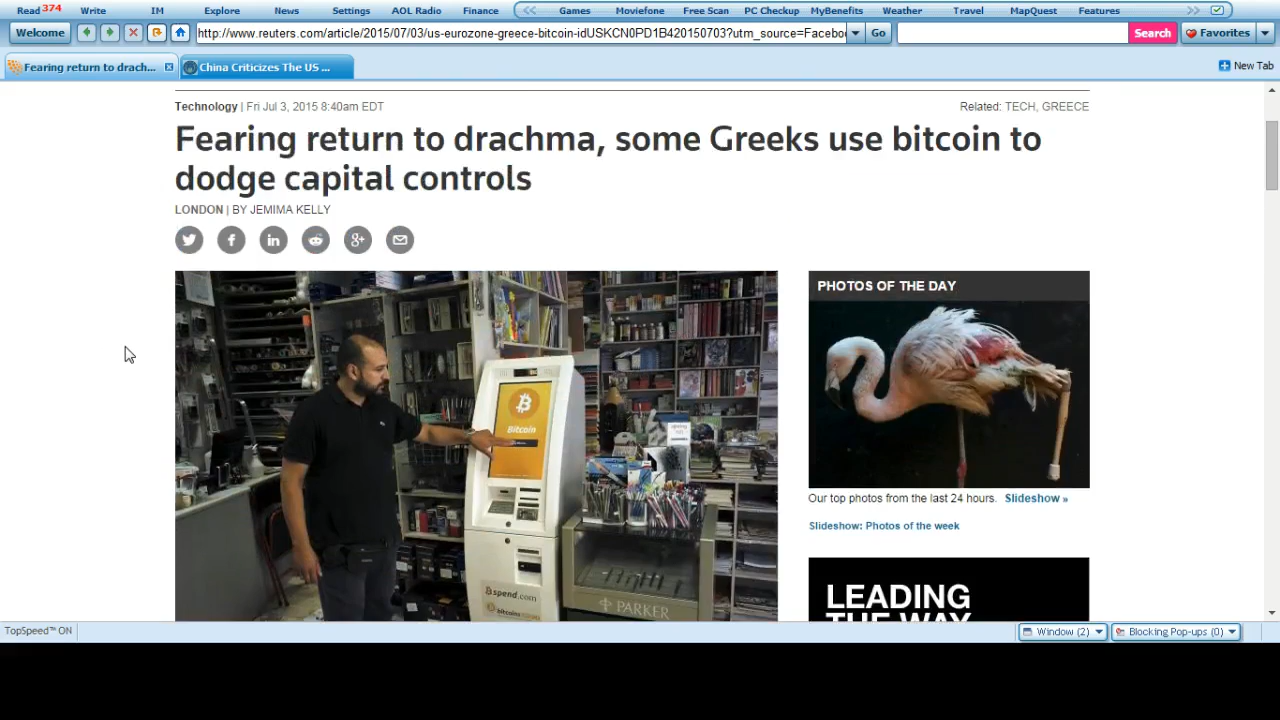 Read 374 Write IM Explore News Settings AOL Radio Finance Games Moviefone Free Scan PC Checkup MyBenefits Weather Travel MapQuest Features
Welcome http://www.reuters.com/article/2015/07/03/us-eurozone-greece-bitcoin-idUSKCN0PD1B420150703?utm_source=Facebo Go Search Favorites
Fearing return to drach... China Criticizes The US ... New Tab
Technology | Fri Jul 3, 2015 8:40am EDT Related: TECH, GREECE
Fearing return to drachma, some Greeks use bitcoin to
dodge capital controls
LONDON | BY JEMIMA KELLY
PHOTOS OF THE DAY
Bitcoin
Our top photos from the last 24 hours. Slideshow »
Slideshow: Photos of the week
spend.com
PARKER
LEADING
THE WAY
TopSpeed™ ON Window (2) Blocking Pop-ups (0)